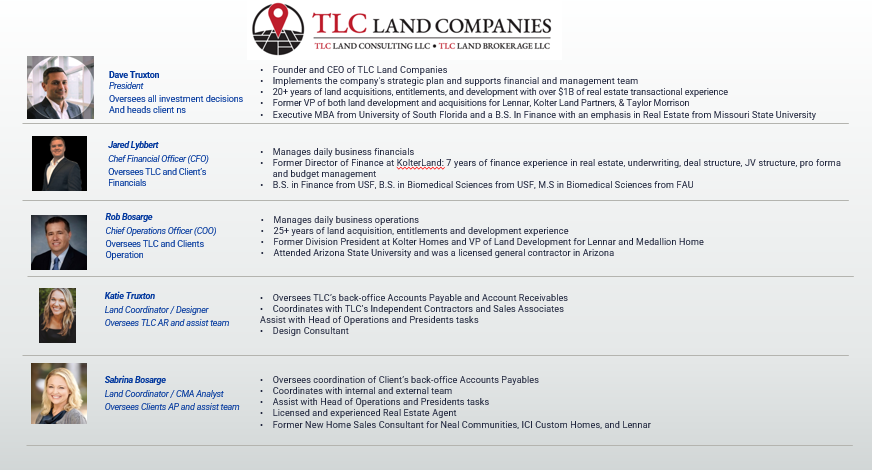 TLC LAND COMPANIES
TLC LAND CONSULTING LLC • TLC LAND BROKERAGE LLC
Dave Truxton
President
Oversees all investment decisions
And heads client ns
• Founder and CEO of TLC Land Companies
• Implements the company's strategic plan and supports financial and management team
• 20+ years of land acquisitions, entitlements, and development with over $1B of real estate transactional experience
• Former VP of both land development and acquisitions for Lennar, Kolter Land Partners, & Taylor Morrison
• Executive MBA from University of South Florida and a B.S. In Finance with an emphasis in Real Estate from Missouri State University
Jared Lybbert
Chef Financial Officer (CFO)
Oversees TLC and Client's
Financials
• Manages daily business financials
• Former Director of Finance at KolterLand: 7 years of finance experience in real estate, underwriting, deal structure, JV structure, pro forma
and budget management
• B.S. in Finance from USF, B.S. in Biomedical Sciences from USF, M.S in Biomedical Sciences from FAU
Rob Bosarge
Chief Operations Officer (COO)
Oversees TLC and Clients
Operation
• Manages daily business operations
• 25+ years of land acquisition, entitlements and development experience
• Former Division President at Kolter Homes and VP of Land Development for Lennar and Medallion Home
• Attended Arizona State University and was a licensed general contractor in Arizona
Katie Truxton
Land Coordinator / Designer
Oversees TLC AR and assist team
• Oversees TLC's back-office Accounts Payable and Account Receivables
• Coordinates with TLC's Independent Contractors and Sales Associates
Assist with Head of Operations and Presidents tasks
• Design Consultant
Sabrina Bosarge
Land Coordinator / CMA Analyst
Oversees Clients AP and assist team
• Oversees coordination of Client's back-office Accounts Payables
• Coordinates with internal and external team
• Assist with Head of Operations and Presidents tasks
• Licensed and experienced Real Estate Agent
• Former New Home Sales Consultant for Neal Communities, ICI Custom Homes, and Lennar